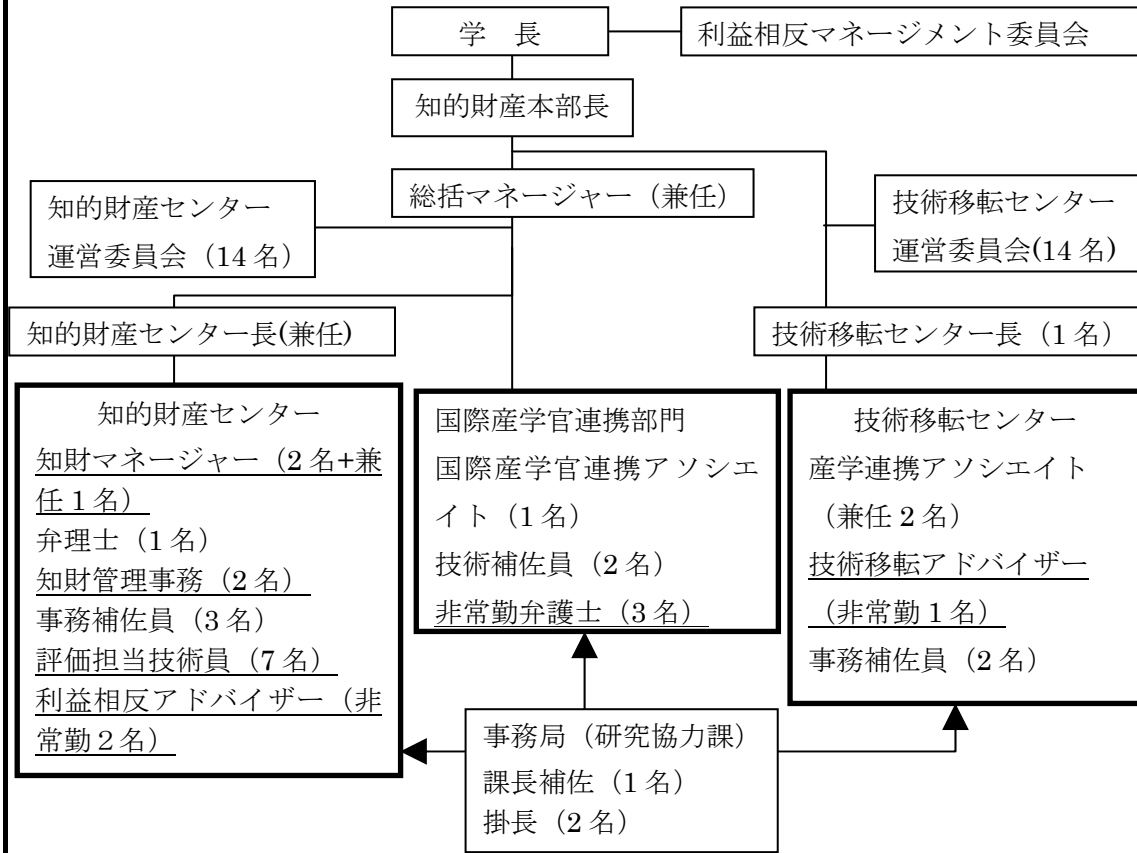 学　長
利益相反マネージメント委員会
知的財産本部長
総括マネージャー（兼任）
知的財産センター
運営委員会（14 名）
技術移転センター
運営委員会(14 名)
知的財産センター長(兼任)
技術移転センター長（1 名）
知的財産センター
知財マネージャー（2 名+兼
任 1 名）
弁理士（1 名）
知財管理事務（2 名）
事務補佐員（3 名）
評価担当技術員（7 名）
利益相反アドバイザー（非
常勤２名）
国際産学官連携部門
国際産学官連携アソシエ
イト（1 名）
技術補佐員（2 名）
非常勤弁護士（3 名）
技術移転センター
産学連携アソシエイト
（兼任 2 名）
技術移転アドバイザー
（非常勤 1 名）
事務補佐員（2 名）
事務局（研究協力課）
課長補佐（1 名）
掛長（2 名）